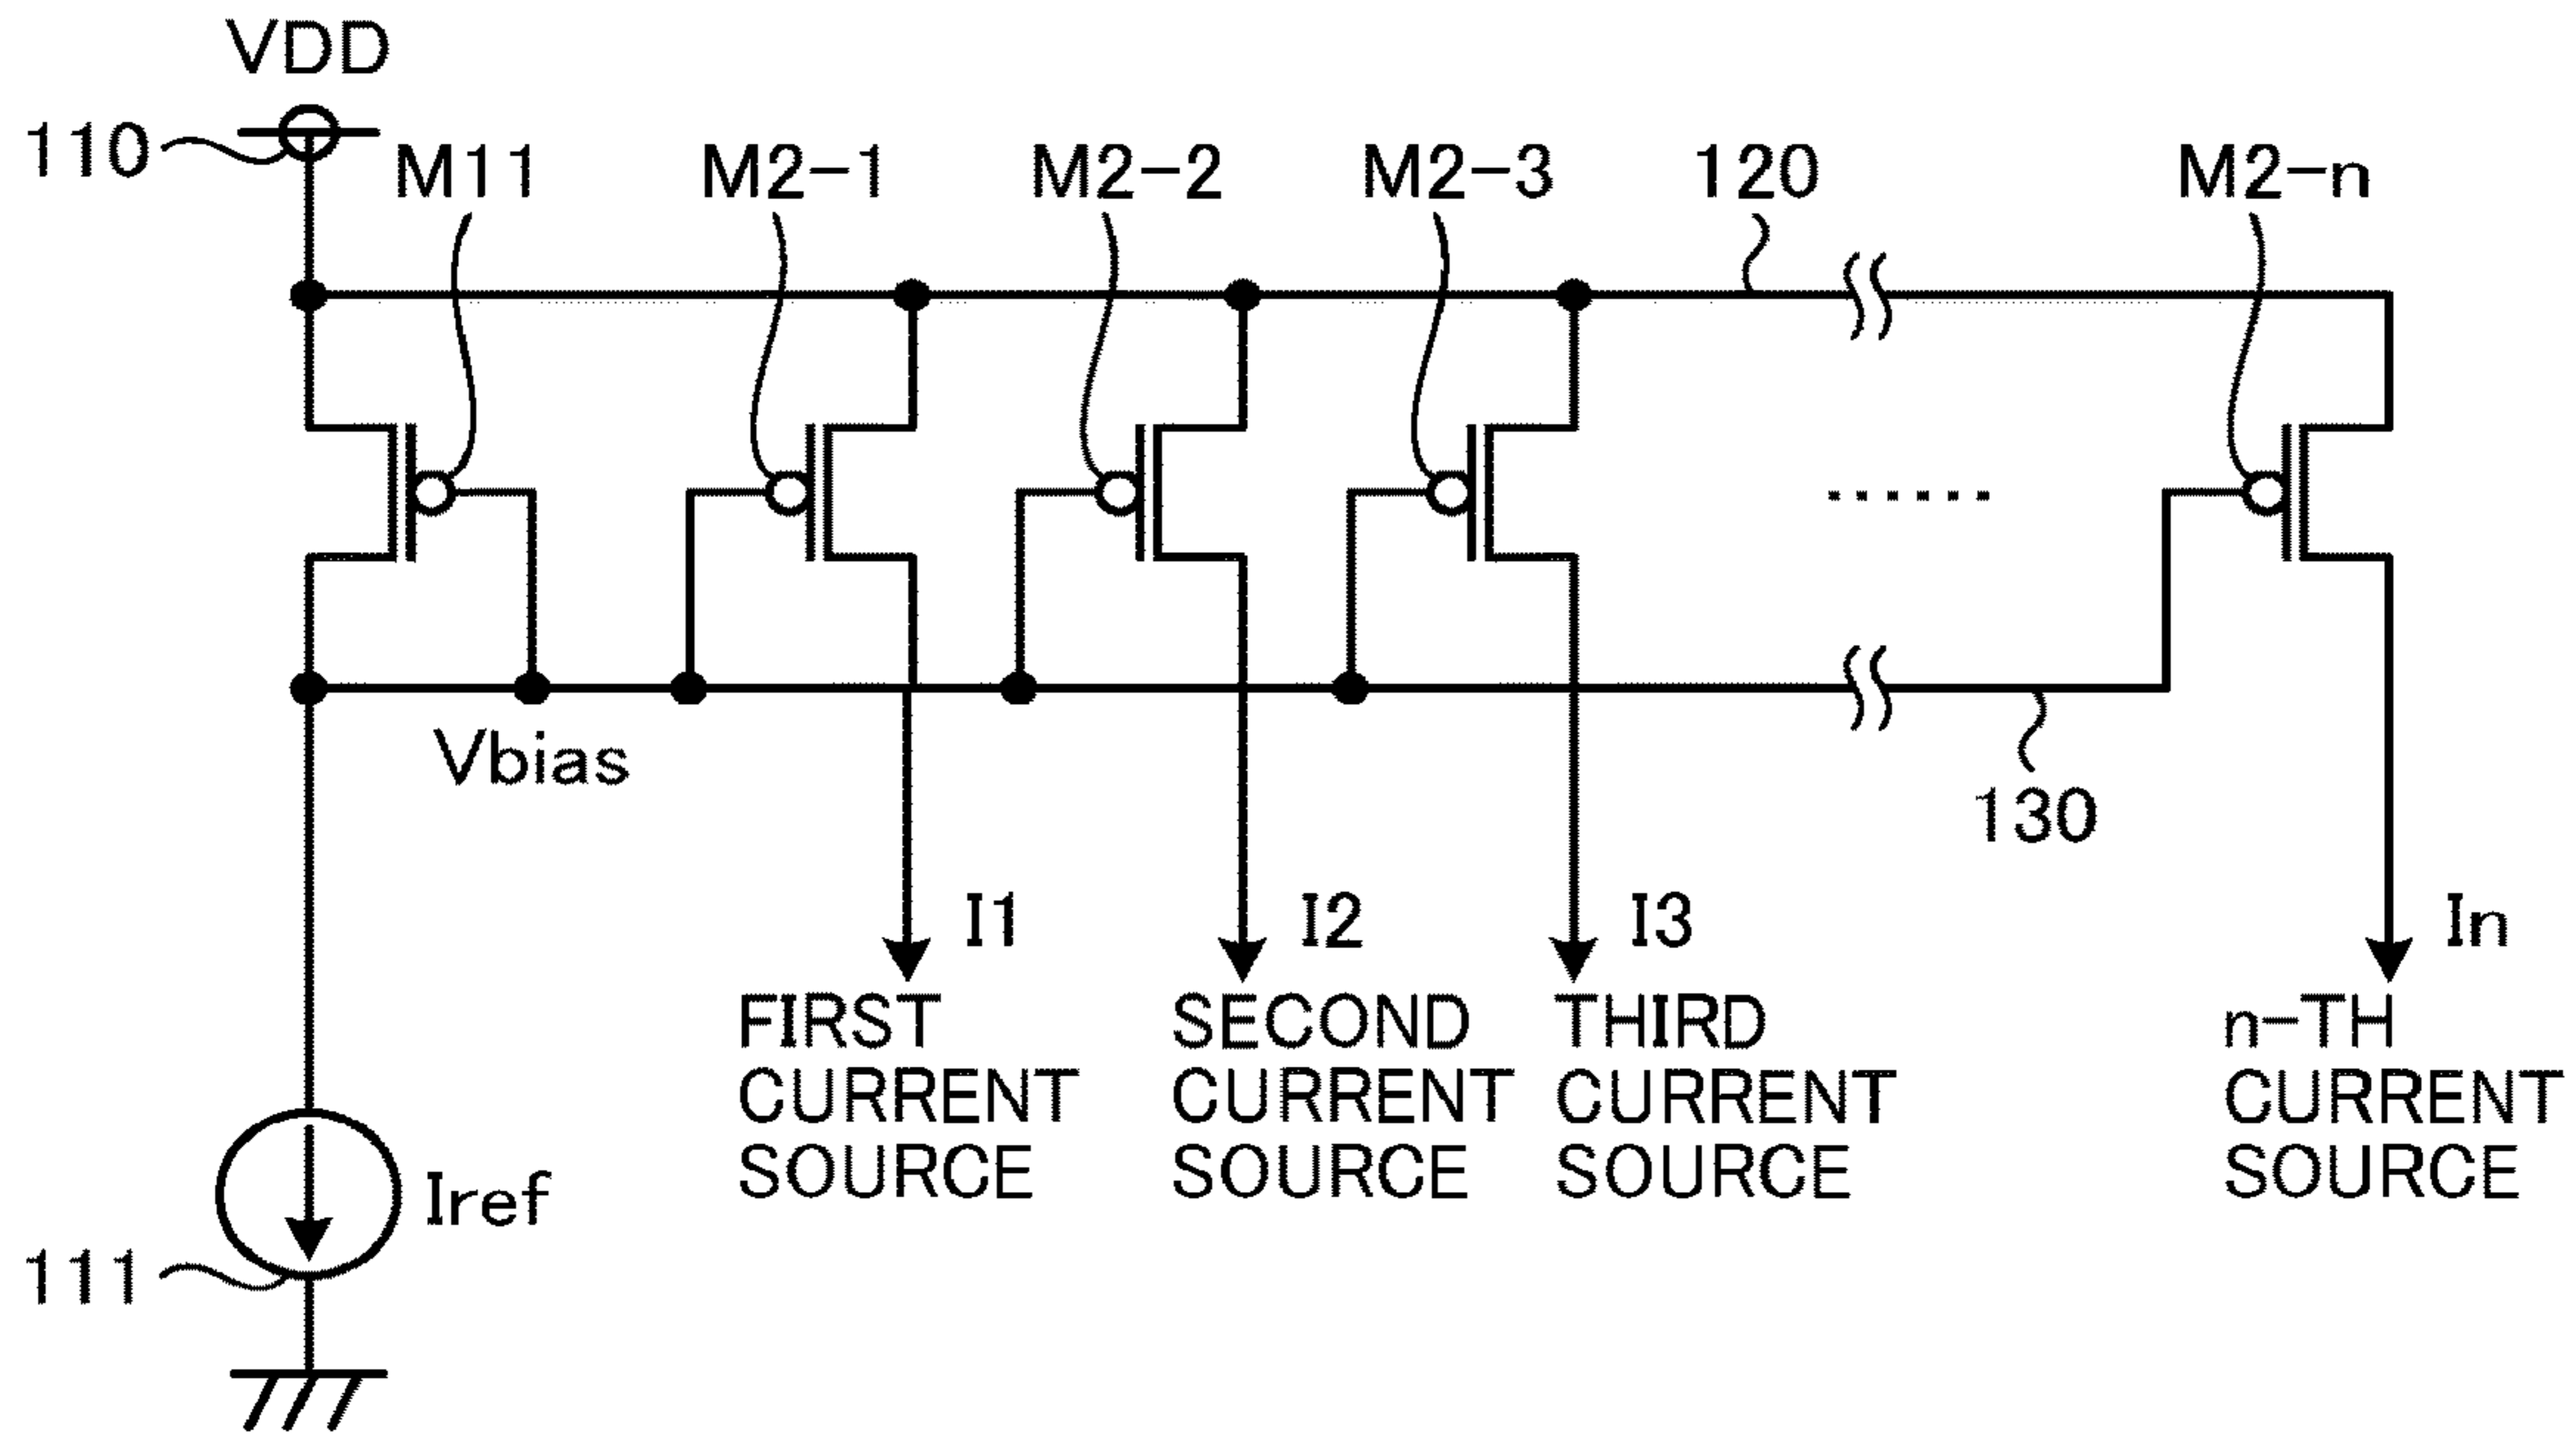 VDD
110
M11
M2-1
M2-2
M2-3
120
M2-n
Vbias
130
I1
I2
I3
In
FIRST
CURRENT
SOURCE
SECOND
CURRENT
SOURCE
THIRD
CURRENT
SOURCE
n-TH
CURRENT
SOURCE
Iref
111